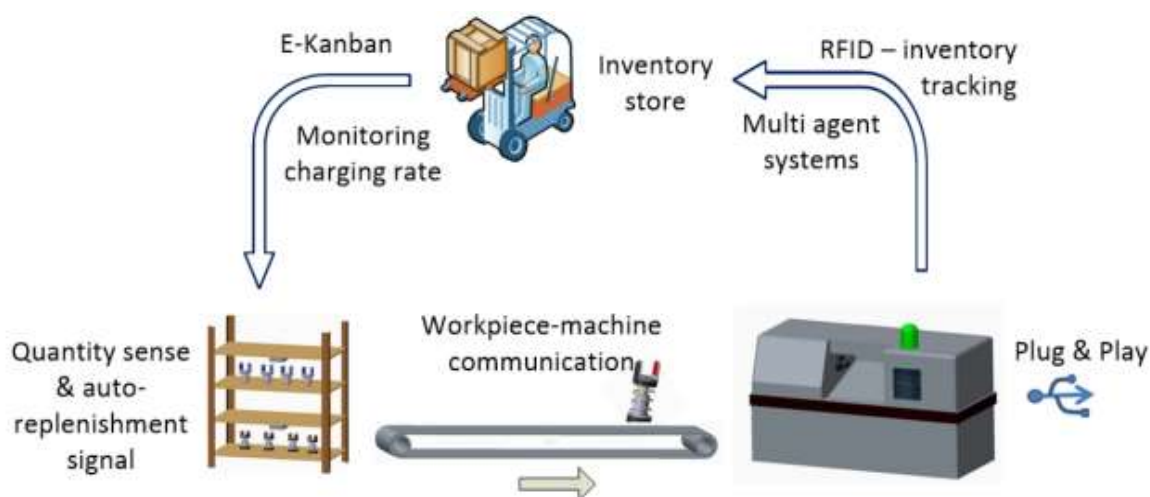 E-Kanban
Monitoring
charging rate
Inventory
store
RFID – inventory
tracking
Multi agent
systems
Quantity sense
& auto-
replenishment
signal
Workpiece-machine
communication
Plug & Play